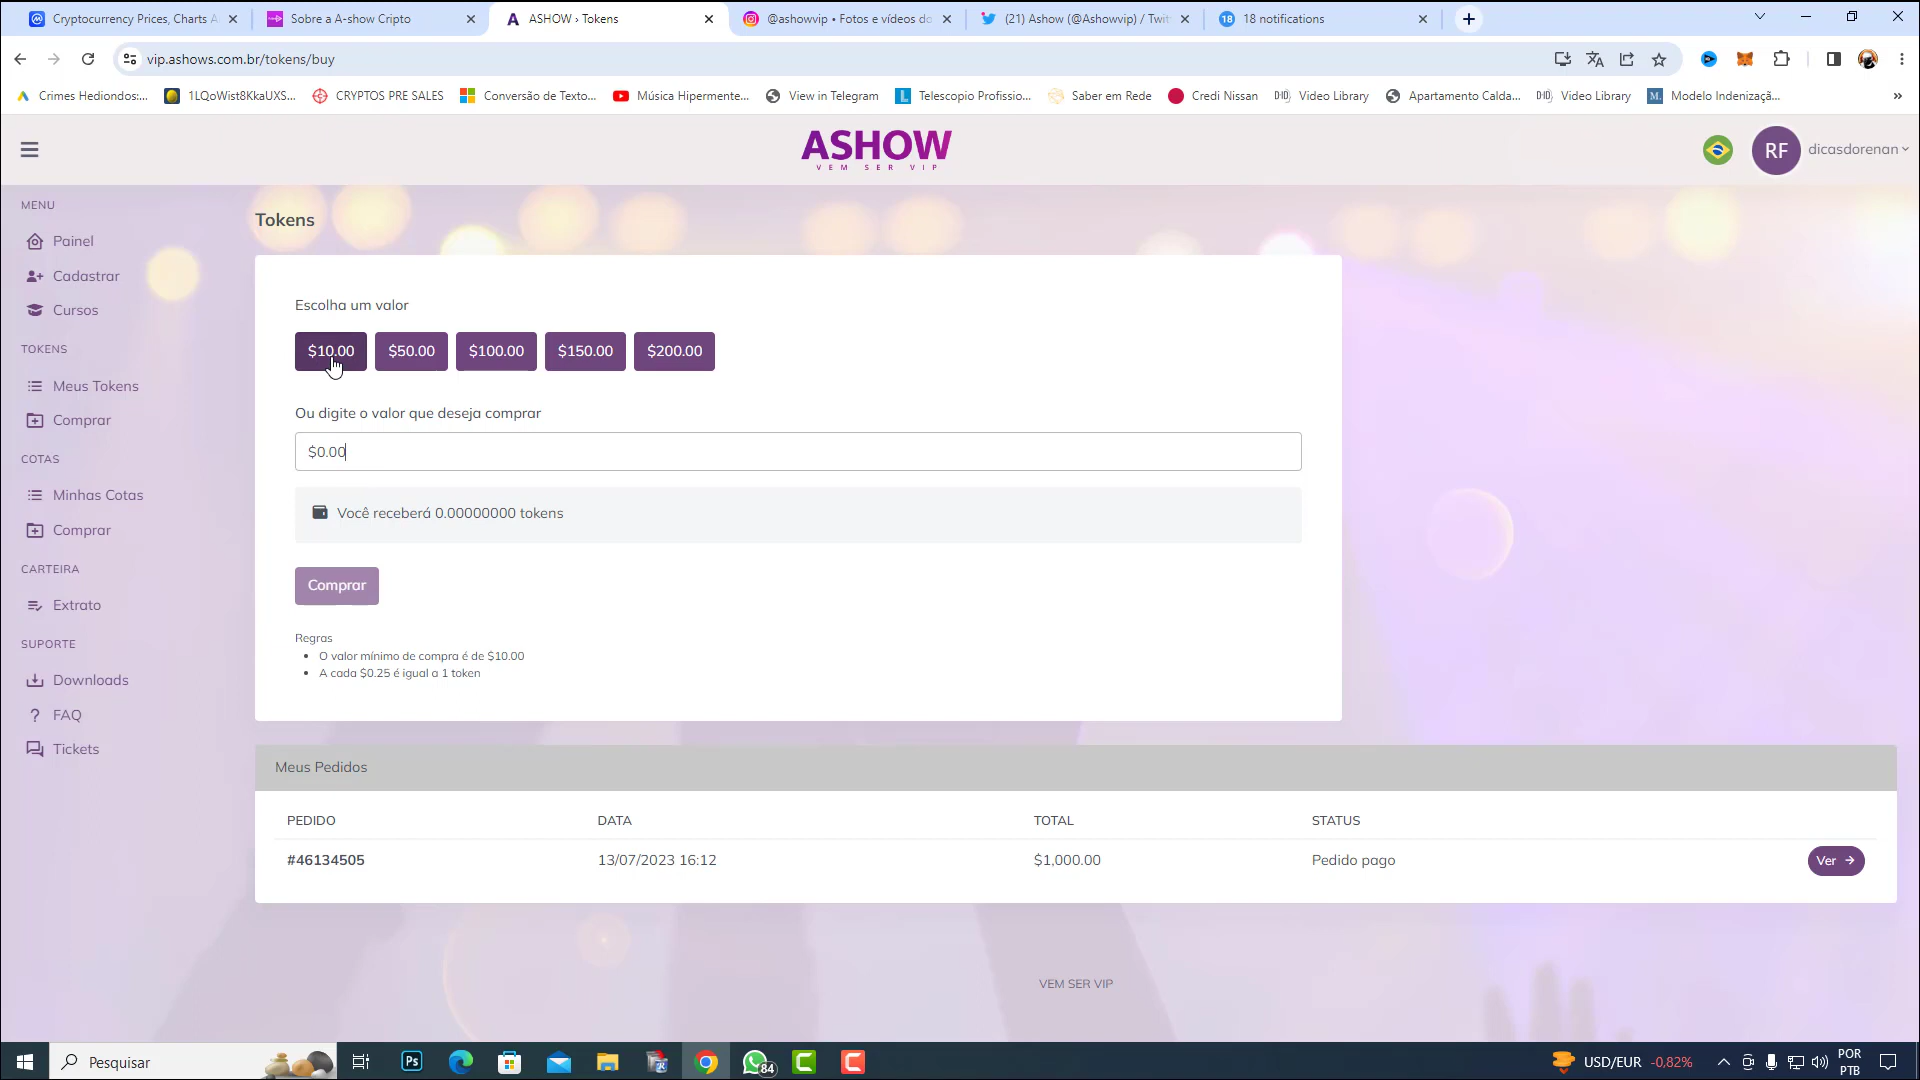 Cryptocurrency Prices, Charts A
Sobre a A-show Cripto
ASHOW › Tokens
@ashowvip • Fotos e vídeos do
(21) Ashow (@Ashowvip) / Twit
18
18 notifications
vip.ashows.com.br/tokens/buy
Crimes Hediondos:...
1LQoWist8KkaUXS...
CRYPTOS PRE SALES
Conversão de Texto...
Música Hipermente...
View in Telegram
Telescopio Profissio...
Saber em Rede
Credi Nissan
Video Library
Apartamento Calda...
Video Library
Modelo Indenizaçã...
»
ASHOW
VEM SER VIP
RF
dicasdorenan
MENU
Painel
Cadastrar
Cursos
TOKENS
Meus Tokens
Comprar
COTAS
Minhas Cotas
Comprar
CARTEIRA
Extrato
SUPORTE
Downloads
FAQ
Tickets
Tokens
Escolha um valor
$10.00 $50.00 $100.00 $150.00 $200.00
Ou digite o valor que deseja comprar
$0.00
Você receberá 0.00000000 tokens
Comprar
Regras
• O valor mínimo de compra é de $10.00
• A cada $0.25 é igual a 1 token
Meus Pedidos
PEDIDO DATA TOTAL STATUS
#46134505 13/07/2023 16:12 $1,000.00 Pedido pago Ver →
VEM SER VIP
Pesquisar
Ps
84
USD/EUR -0,82%
POR
PTB